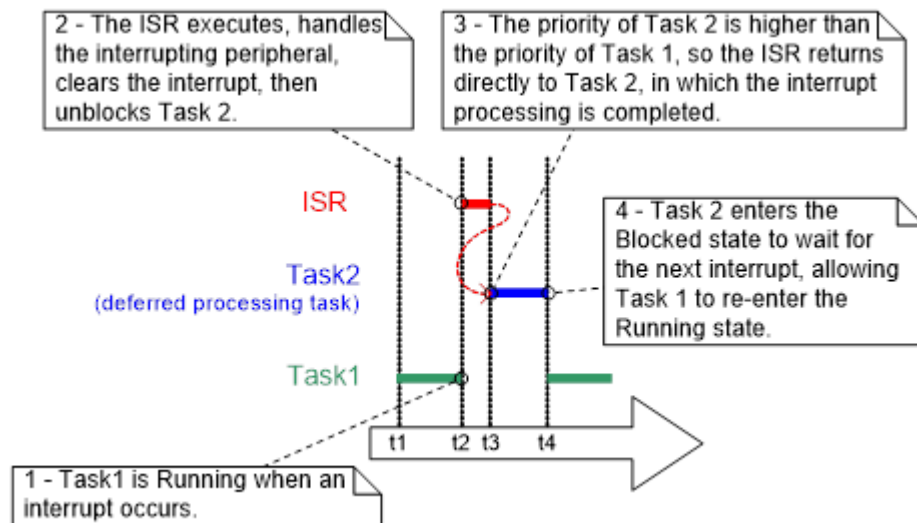 2 - The ISR executes, handles
the interrupting peripheral,
clears the interrupt, then
unblocks Task 2.
3 - The priority of Task 2 is higher than
the priority of Task 1, so the ISR returns
directly to Task 2, in which the interrupt
processing is completed.
ISR
Task2
(deferred processing task)
4 - Task 2 enters the
Blocked state to wait for
the next interrupt, allowing
Task 1 to re-enter the
Running state.
Task1
t1 t2 t3 t4
1 - Task1 is Running when an
interrupt occurs.